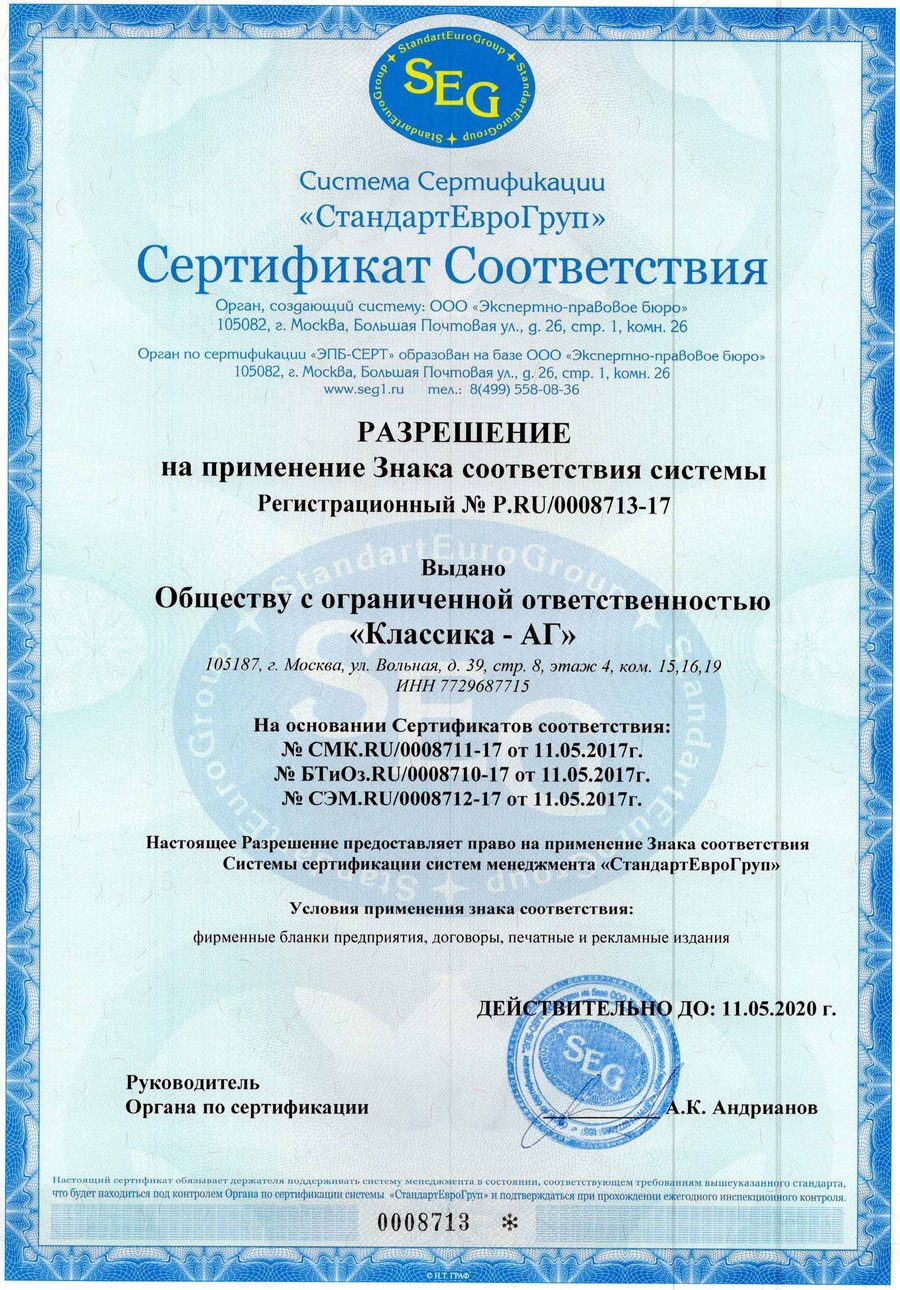 StandartEuroGroup ✦ StandartEuroGroup ✦ StandartEuroGroup ✦
SEG
Система Сертификации
«СтандартЕвроГруп»
Сертификат Соответствия
Орган, создающий систему: ООО «Экспертно-правовое бюро»
105082, г. Москва, Большая Почтовая ул., д. 26, стр. 1, комн. 26
Орган по сертификации «ЭПБ-СЕРТ» образован на базе ООО «Экспертно-правовое бюро»
105082, г. Москва, Большая Почтовая ул., д. 26, стр. 1, комн. 26
www.seg1.ru тел.: 8(499) 558-08-36
РАЗРЕШЕНИЕ
на применение Знака соответствия системы
Регистрационный № Р.RU/0008713-17
Выдано
Обществу с ограниченной ответственностью
«Классика - АГ»
105187, г. Москва, ул. Вольная, д. 39, стр. 8, этаж 4, ком. 15,16,19
ИНН 7729687715
На основании Сертификатов соответствия:
№ СМК.RU/0008711-17 от 11.05.2017г.
№ БТиОз.RU/0008710-17 от 11.05.2017г.
№ СЭМ.RU/0008712-17 от 11.05.2017г.
Настоящее Разрешение предоставляет право на применение Знака соответствия
Системы сертификации систем менеджмента «СтандартЕвроГруп»
Условия применения знака соответствия:
фирменные бланки предприятия, договоры, печатные и рекламные издания
ДЕЙСТВИТЕЛЬНО ДО: 11.05.2020 г.
SEG
Руководитель
Органа по сертификации
А.К. Андрианов
Настоящий сертификат обязывает держателя поддерживать систему менеджмента в состоянии, соответствующем требованиям вышеуказанного стандарта,
что будет находиться под контролем Органа по сертификации системы «СтандартЕвроГруп» и подтверждаться при прохождении ежегодного инспекционного контроля.
0008713 *
© Н.Т. ГРАФ